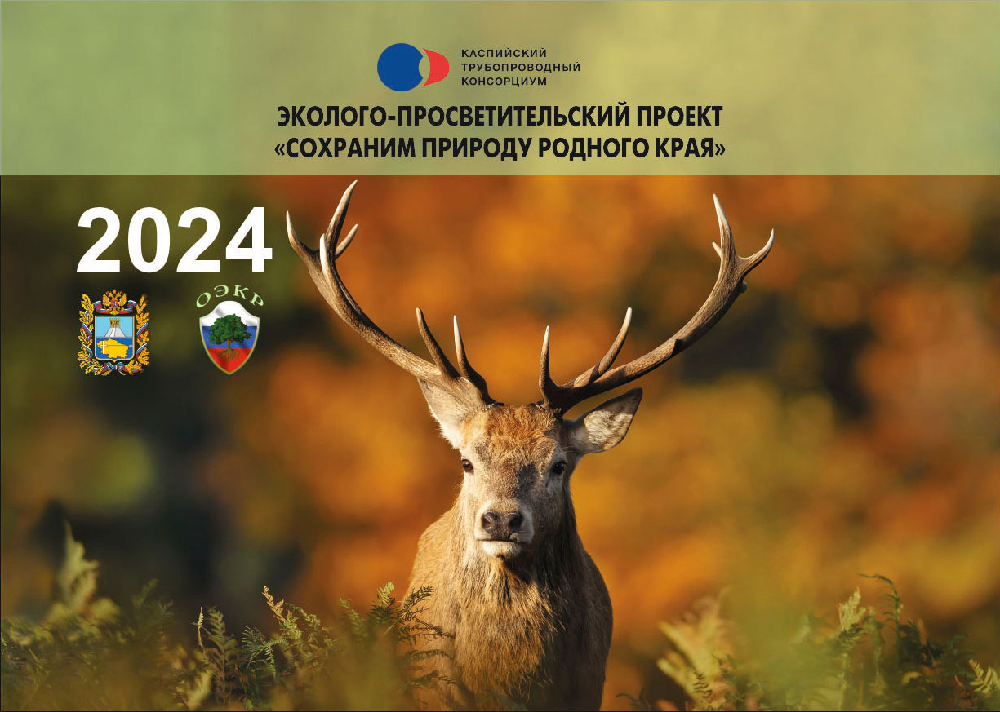 КАСПИЙСКИЙ
ТРУБОПРОВОДНЫЙ
КОНСОРЦИУМ
ЭКОЛОГО-ПРОСВЕТИТЕЛЬСКИЙ ПРОЕКТ
«СОХРАНИМ ПРИРОДУ РОДНОГО КРАЯ»
2024
ОЭКР